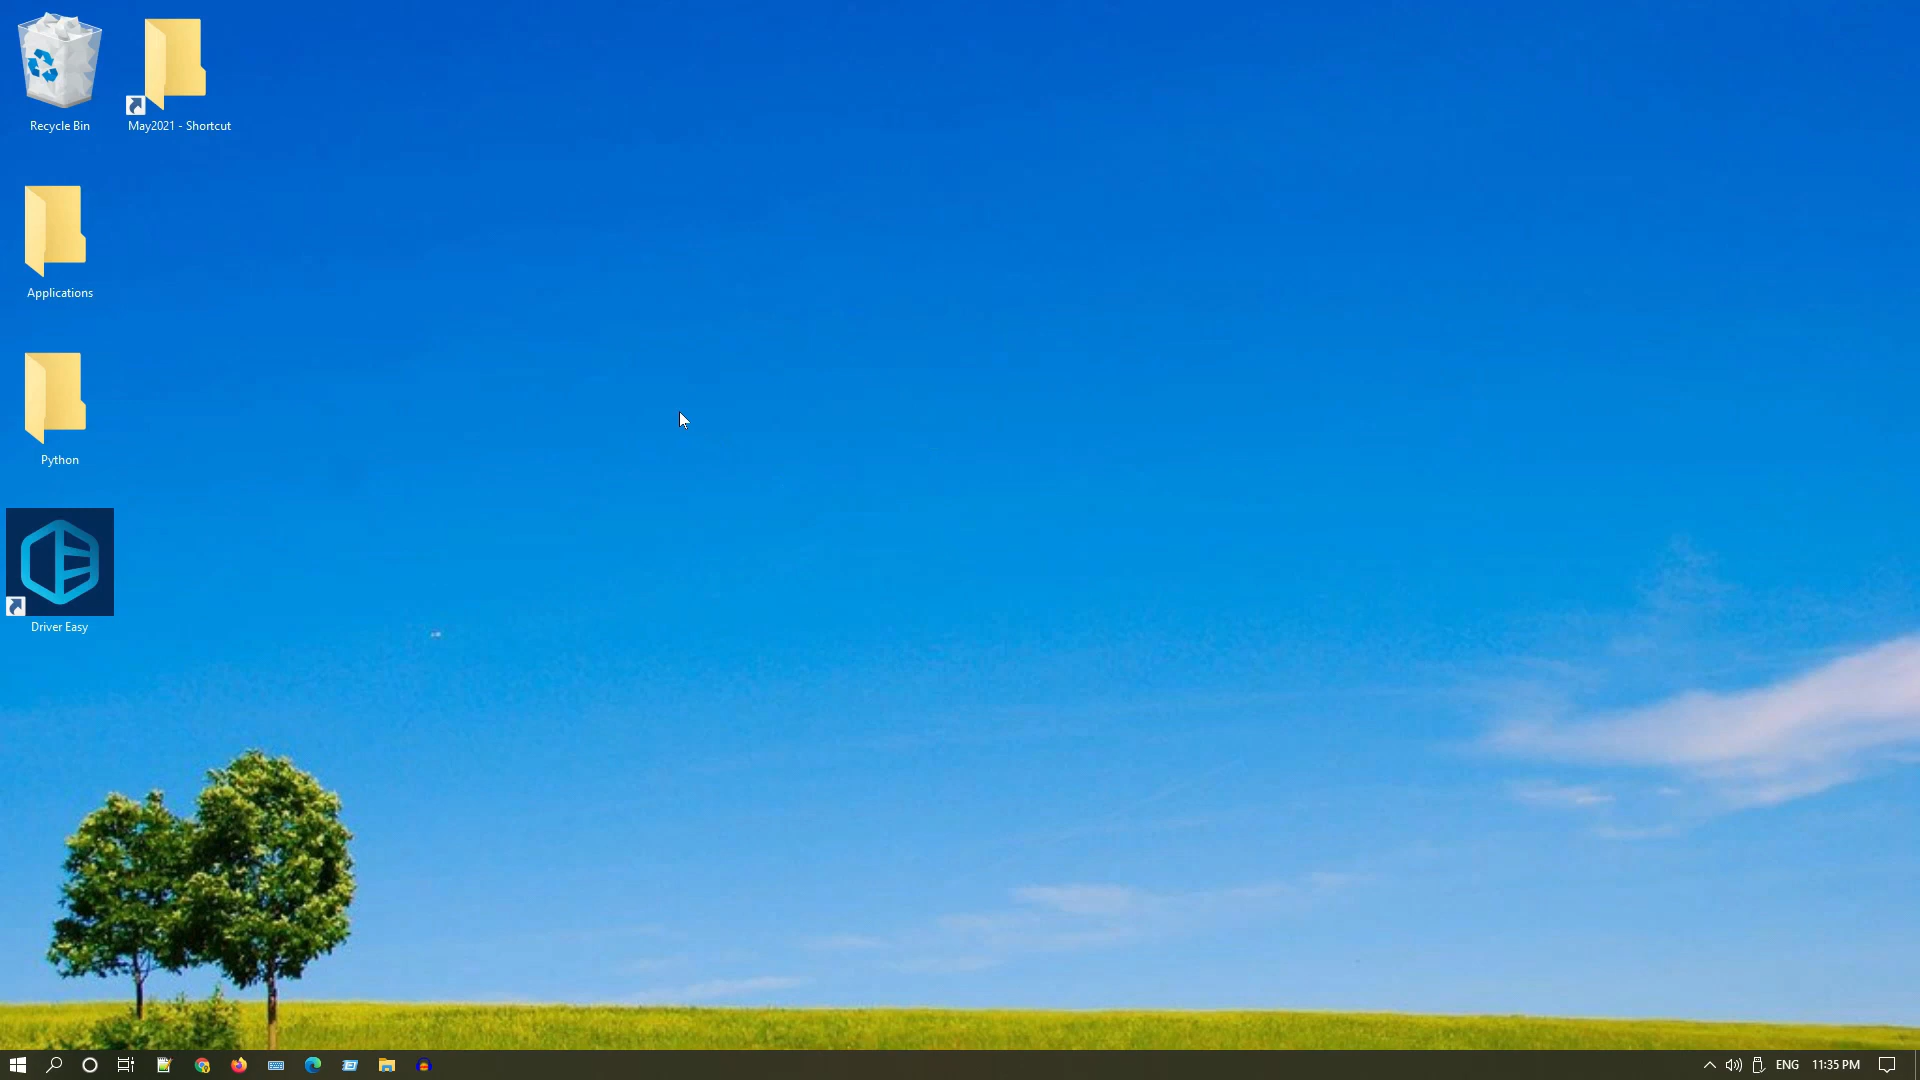 Recycle Bin
May2021 - Shortcut
Applications
Python
Driver Easy
ENG
11:35 PM